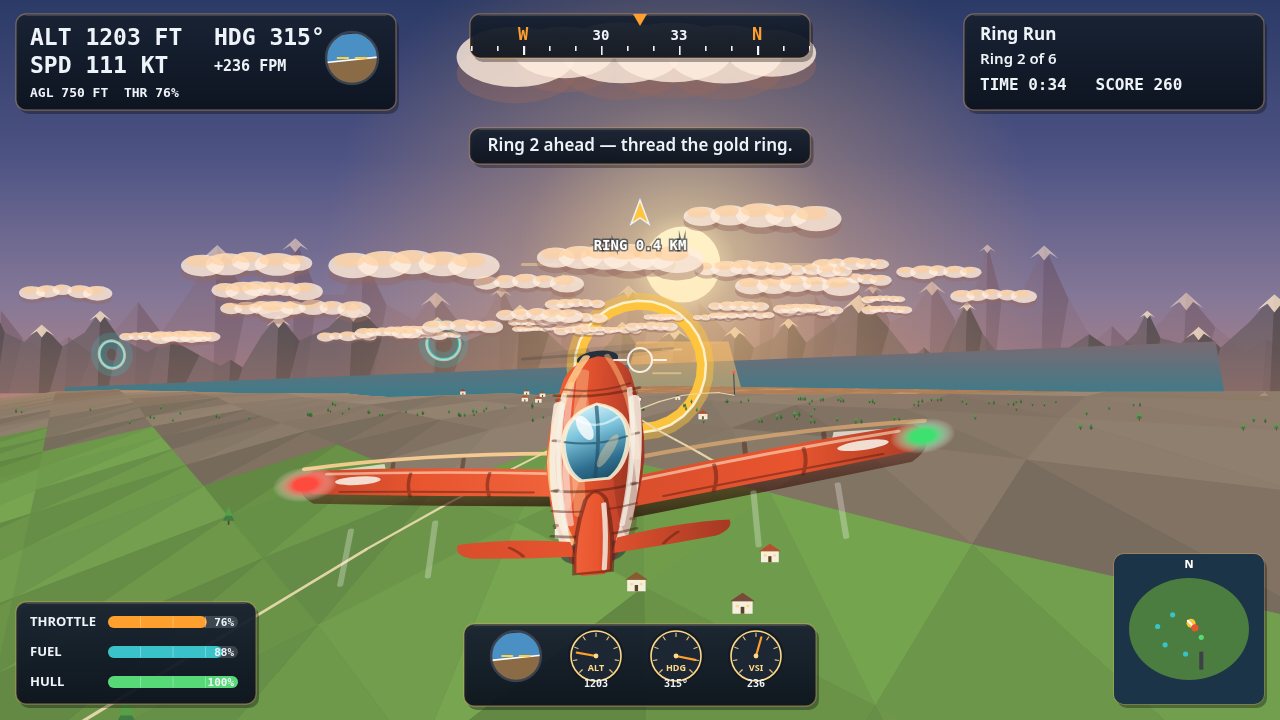 ALT 1203 FT
HDG 315°
SPD 111 KT
+236 FPM
AGL 750 FT THR 76%
W 30 33 N
Ring Run
Ring 2 of 6
TIME 0:34 SCORE 260
Ring 2 ahead — thread the gold ring.
RING 0.4 KM
THROTTLE 76%
FUEL 88%
HULL 100%
ALT
1203
HDG
315°
VSI
236
N